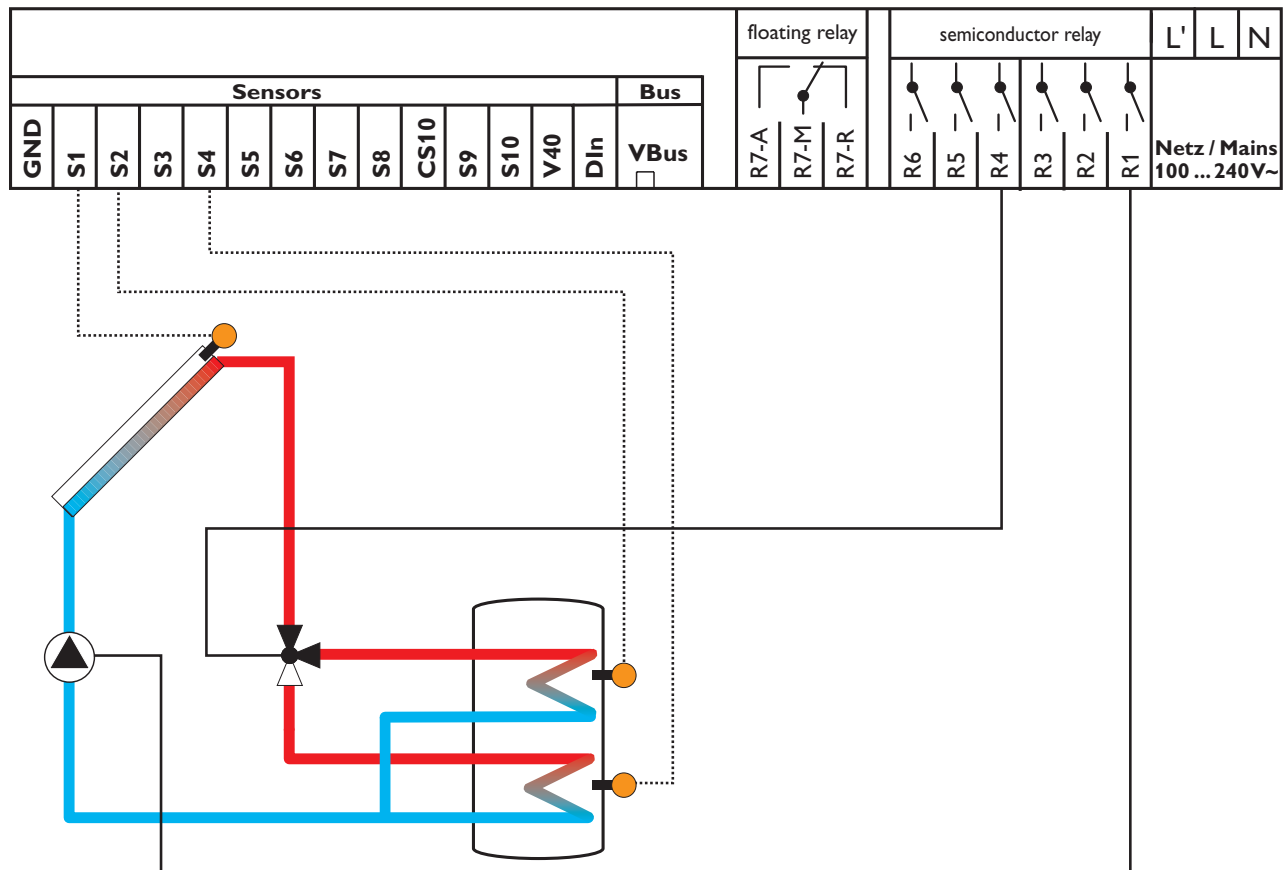 floating relay
semiconductor relay
L'
L
N
Sensors
Bus
GND
S1
S2
S3
S4
S5
S6
S7
S8
CS10
S9
S10
V40
DIn
VBus
R7-A
R7-M
R7-R
R6
R5
R4
R3
R2
R1
Netz / Mains
100 ... 240V~